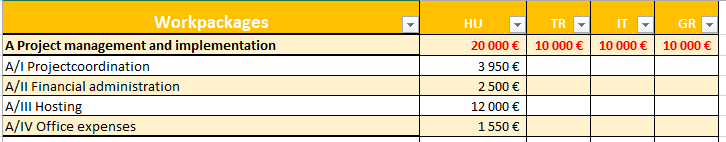 Workpackages HU TR IT GR
A Project management and implementation 20 000 € 10 000 € 10 000 € 10 000 €
A/I Projectcoordination 3 950 €
A/II Financial administration 2 500 €
A/III Hosting 12 000 €
A/IV Office expenses 1 550 €